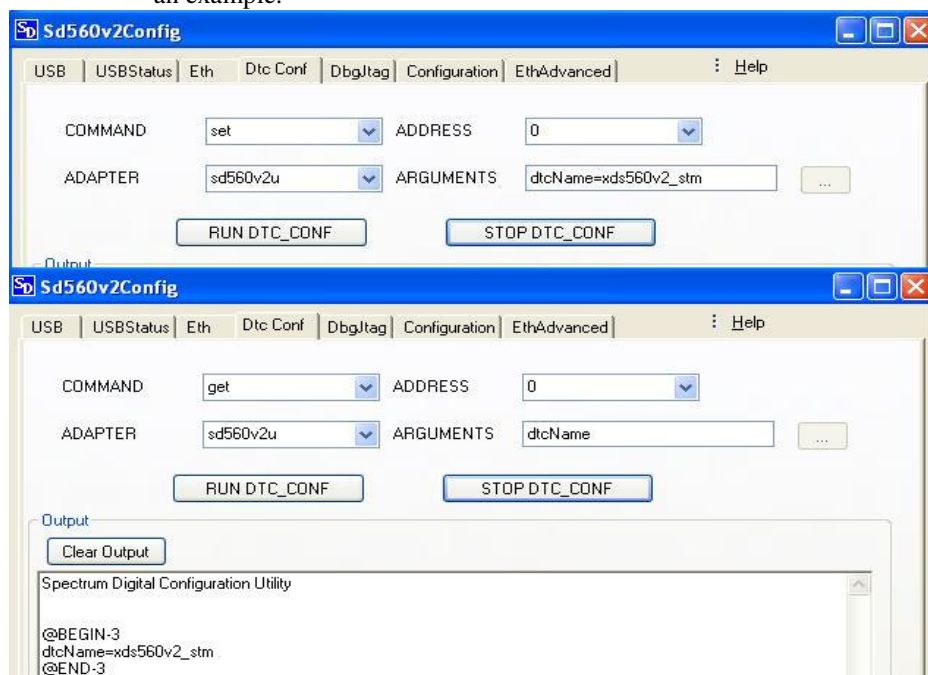 an example.
SD Sd560v2Config
USB USBStatus Eth Dtc Conf DbgJtag Configuration EthAdvanced Help
COMMAND set ADDRESS 0
ADAPTER sd560v2u ARGUMENTS dtcName=xds560v2_stm ...
RUN DTC_CONF STOP DTC_CONF
Output
SD Sd560v2Config
USB USBStatus Eth Dtc Conf DbgJtag Configuration EthAdvanced Help
COMMAND get ADDRESS 0
ADAPTER sd560v2u ARGUMENTS dtcName ...
RUN DTC_CONF STOP DTC_CONF
Output
Clear Output
Spectrum Digital Configuration Utility
@BEGIN-3
dtcName=xds560v2_stm
@END-3